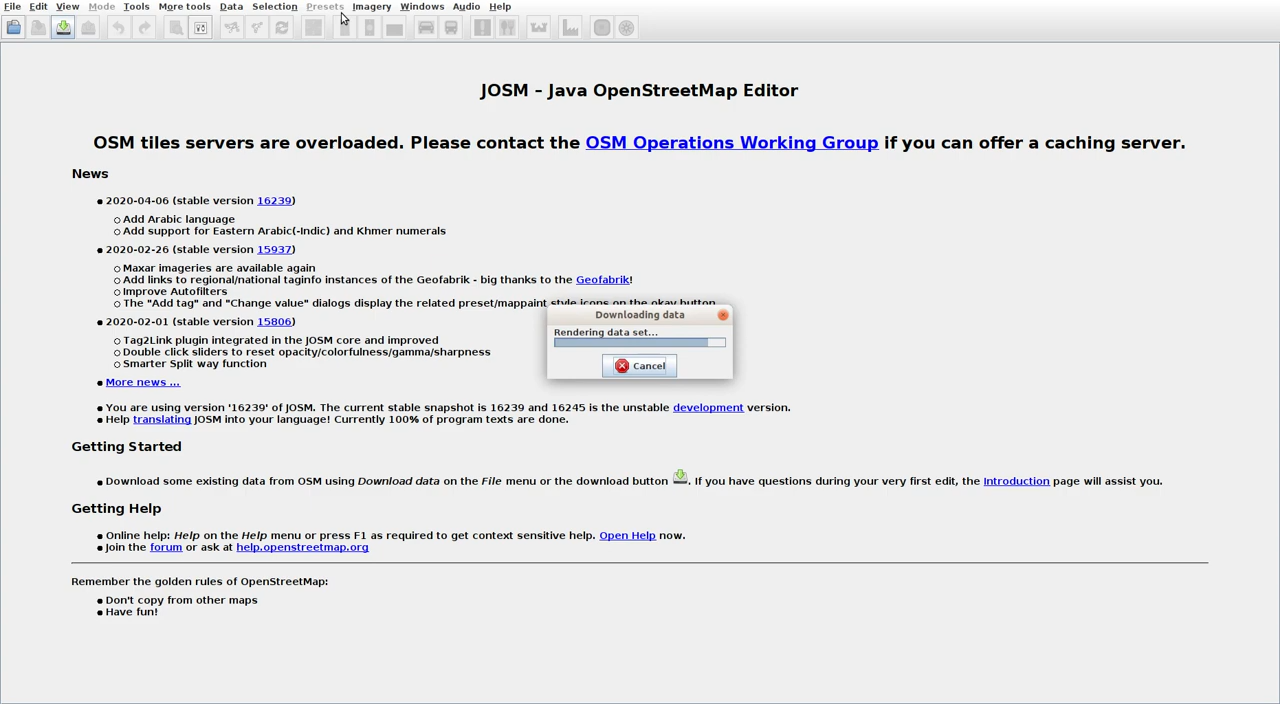 File Edit View Mode Tools More tools Data Selection Presets Imagery Windows Audio Help
JOSM – Java OpenStreetMap Editor
OSM tiles servers are overloaded. Please contact the OSM Operations Working Group if you can offer a caching server.
News
2020-04-06 (stable version 16239)
Add Arabic language
Add support for Eastern Arabic(-Indic) and Khmer numerals
2020-02-26 (stable version 15937)
Maxar imageries are available again
Add links to regional/national taginfo instances of the Geofabrik - big thanks to the Geofabrik!
Improve Autofilters
The "Add tag" and "Change value" dialogs display the related preset/mappaint style icons on the okay button
2020-02-01 (stable version 15806)
Tag2Link plugin integrated in the JOSM core and improved
Double click sliders to reset opacity/colorfulness/gamma/sharpness
Smarter Split way function
More news ...
You are using version '16239' of JOSM. The current stable snapshot is 16239 and 16245 is the unstable development version.
Help translating JOSM into your language! Currently 100% of program texts are done.
Downloading data
Rendering data set...
Cancel
Getting Started
Download some existing data from OSM using Download data on the File menu or the download button . If you have questions during your very first edit, the Introduction page will assist you.
Getting Help
Online help: Help on the Help menu or press F1 as required to get context sensitive help. Open Help now.
Join the forum or ask at help.openstreetmap.org
Remember the golden rules of OpenStreetMap:
Don't copy from other maps
Have fun!